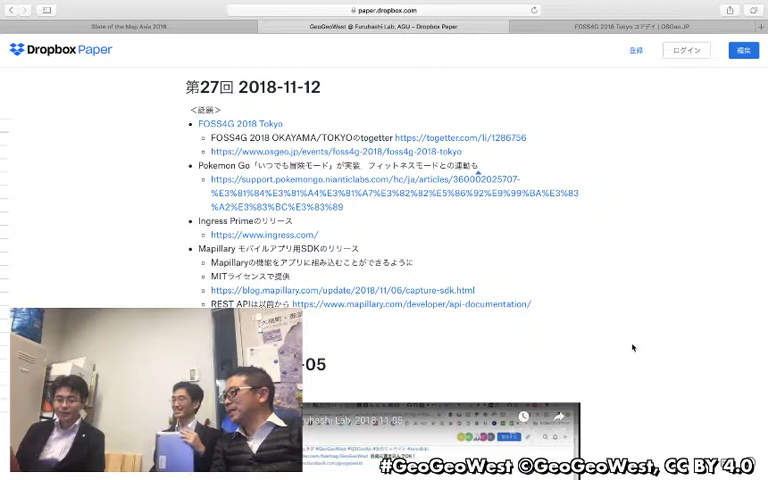 paper.dropbox.com
State of the Map Asia 2018
GeoGeoWest @ Furuhashi Lab, AGU – Dropbox Paper
FOSS4G 2018 Tokyo コアデイ | OSGeo.JP
Dropbox Paper
登録
ログイン
編集
第27回 2018-11-12
＜話題＞
FOSS4G 2018 Tokyo
FOSS4G 2018 OKAYAMA/TOKYOのtogetter https://togetter.com/li/1286756
https://www.osgeo.jp/events/foss4g-2018/foss4g-2018-tokyo
Pokemon Go「いつでも冒険モード」が実装　フィットネスモードとの連動も
https://support.pokemongo.nianticlabs.com/hc/ja/articles/360002025707-
%E3%81%84%E3%81%A4%E3%81%A7%E3%82%82%E5%86%92%E9%99%BA%E3%83
%A2%E3%83%BC%E3%83%89
Ingress Primeのリリース
https://www.ingress.com/
Mapillary モバイルアプリ用SDKのリリース
Mapillaryの機能をアプリに組み込むことができるように
MITライセンスで提供
https://blog.mapillary.com/update/2018/11/06/capture-sdk.html
REST APIは以前から https://www.mapillary.com/developer/api-documentation/
-05
ruhashi Lab 2018 11 05
#GeoGeoWest ©GeoGeoWest, CC BY 4.0